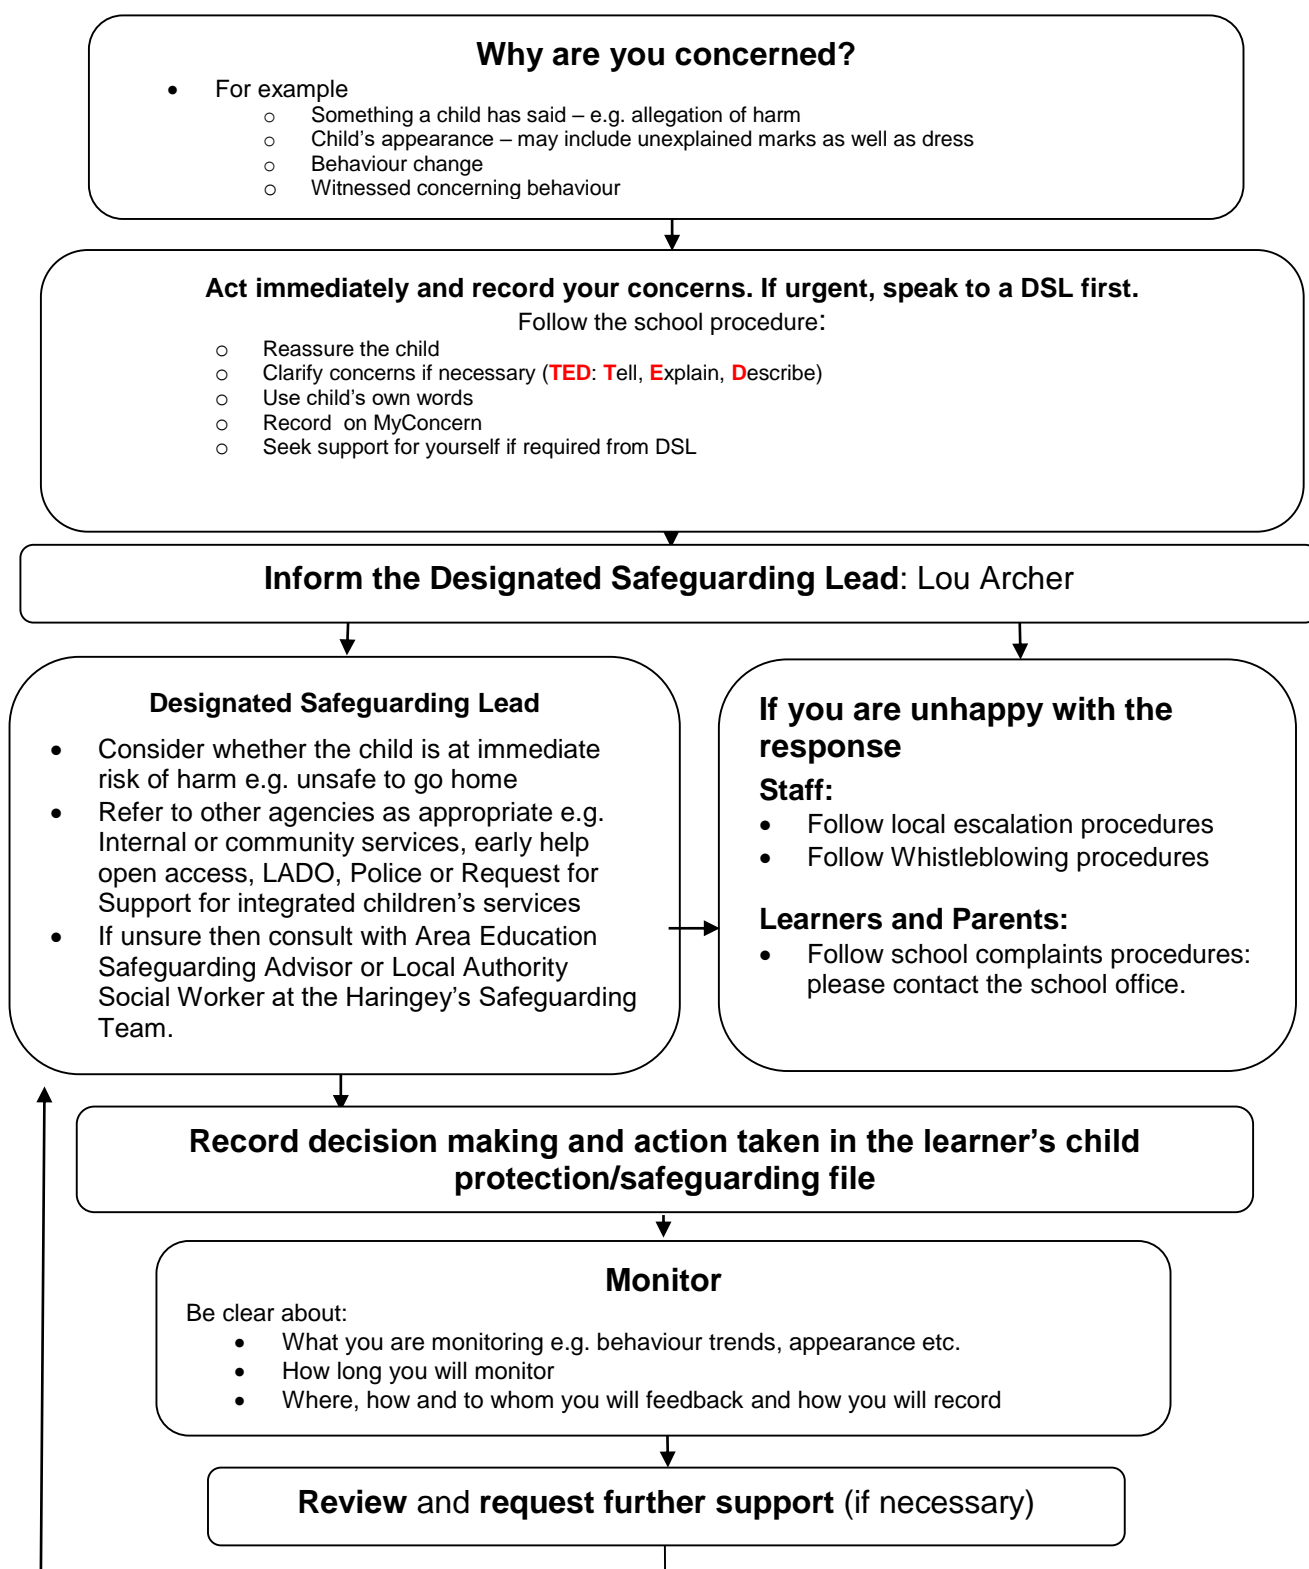 Why are you concerned?
• For example
o Something a child has said – e.g. allegation of harm
o Child's appearance – may include unexplained marks as well as dress
o Behaviour change
o Witnessed concerning behaviour
Act immediately and record your concerns. If urgent, speak to a DSL first.
Follow the school procedure:
o Reassure the child
o Clarify concerns if necessary (TED: Tell, Explain, Describe)
o Use child's own words
o Record on MyConcern
o Seek support for yourself if required from DSL
Inform the Designated Safeguarding Lead: Lou Archer
Designated Safeguarding Lead
• Consider whether the child is at immediate
risk of harm e.g. unsafe to go home
• Refer to other agencies as appropriate e.g.
Internal or community services, early help
open access, LADO, Police or Request for
Support for integrated children's services
• If unsure then consult with Area Education
Safeguarding Advisor or Local Authority
Social Worker at the Haringey's Safeguarding
Team.
If you are unhappy with the
response
Staff:
• Follow local escalation procedures
• Follow Whistleblowing procedures
Learners and Parents:
• Follow school complaints procedures:
please contact the school office.
Record decision making and action taken in the learner's child
protection/safeguarding file
Monitor
Be clear about:
• What you are monitoring e.g. behaviour trends, appearance etc.
• How long you will monitor
• Where, how and to whom you will feedback and how you will record
Review and request further support (if necessary)